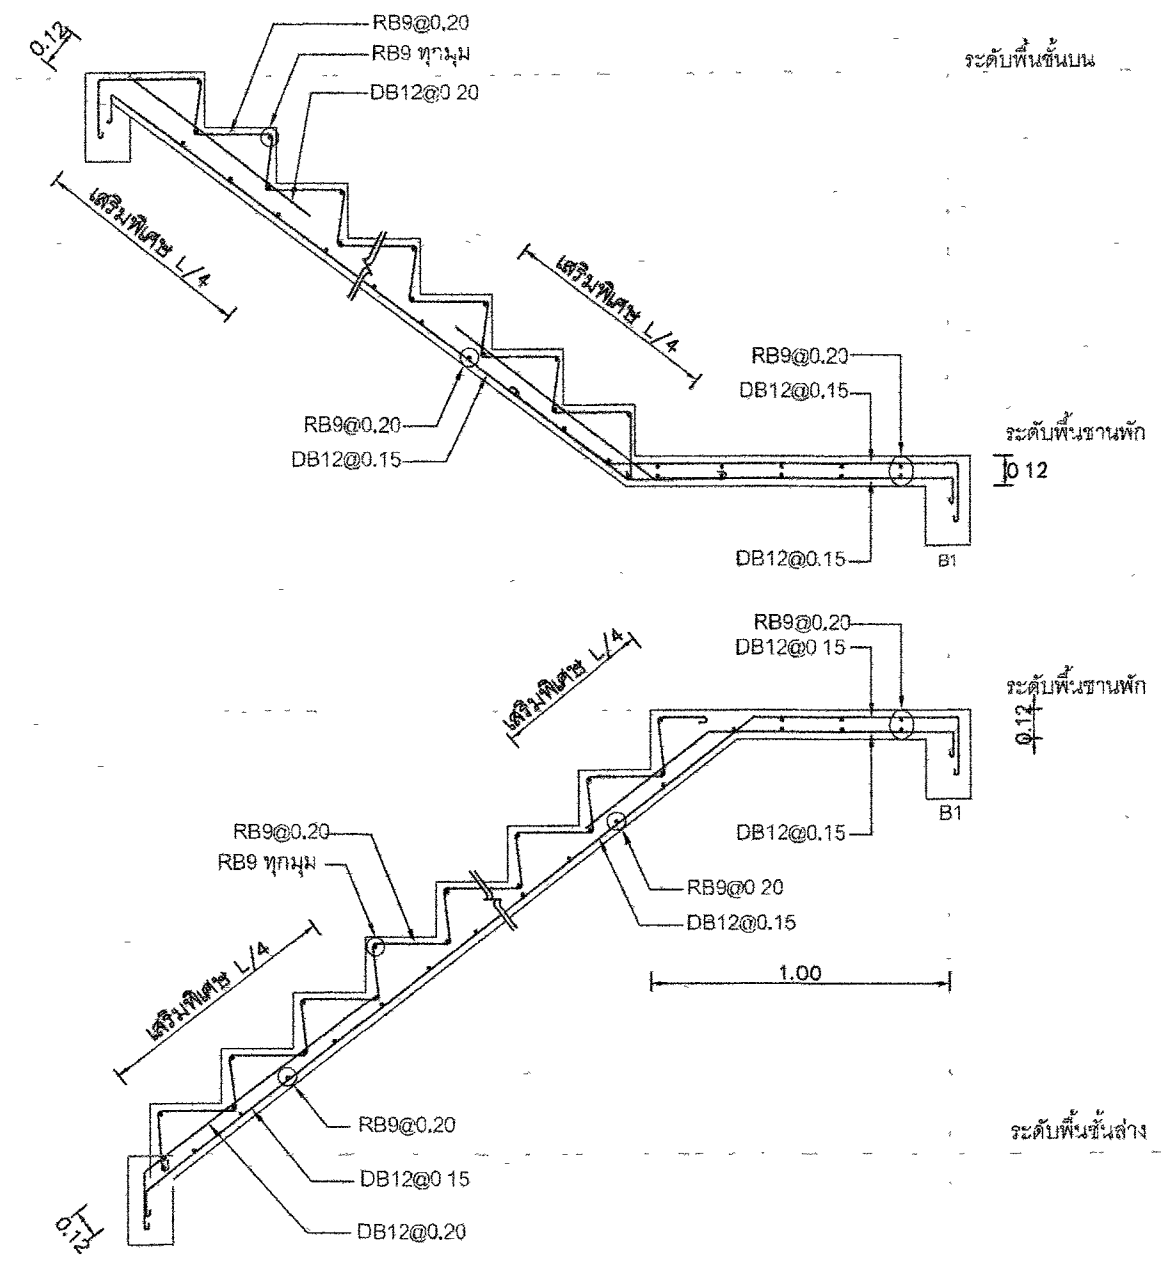 0.12
RB9@0.20
RB9 ทุกมุม
DB12@0 20
ระดับพื้นชั้นบน
เสริมพิเศษ L/4
เสริมพิเศษ L/4
RB9@0.20
DB12@0.15
RB9@0.20
DB12@0.15
ระดับพื้นชานพัก
0 12
DB12@0.15
B1
เสริมพิเศษ L/4
RB9@0.20
DB12@0 15
ระดับพื้นชานพัก
0.12
B1
DB12@0.15
RB9@0.20
RB9 ทุกมุม
RB9@0 20
DB12@0.15
เสริมพิเศษ L/4
1.00
RB9@0.20
ระดับพื้นชั้นล่าง
DB12@0 15
DB12@0.20
0.12